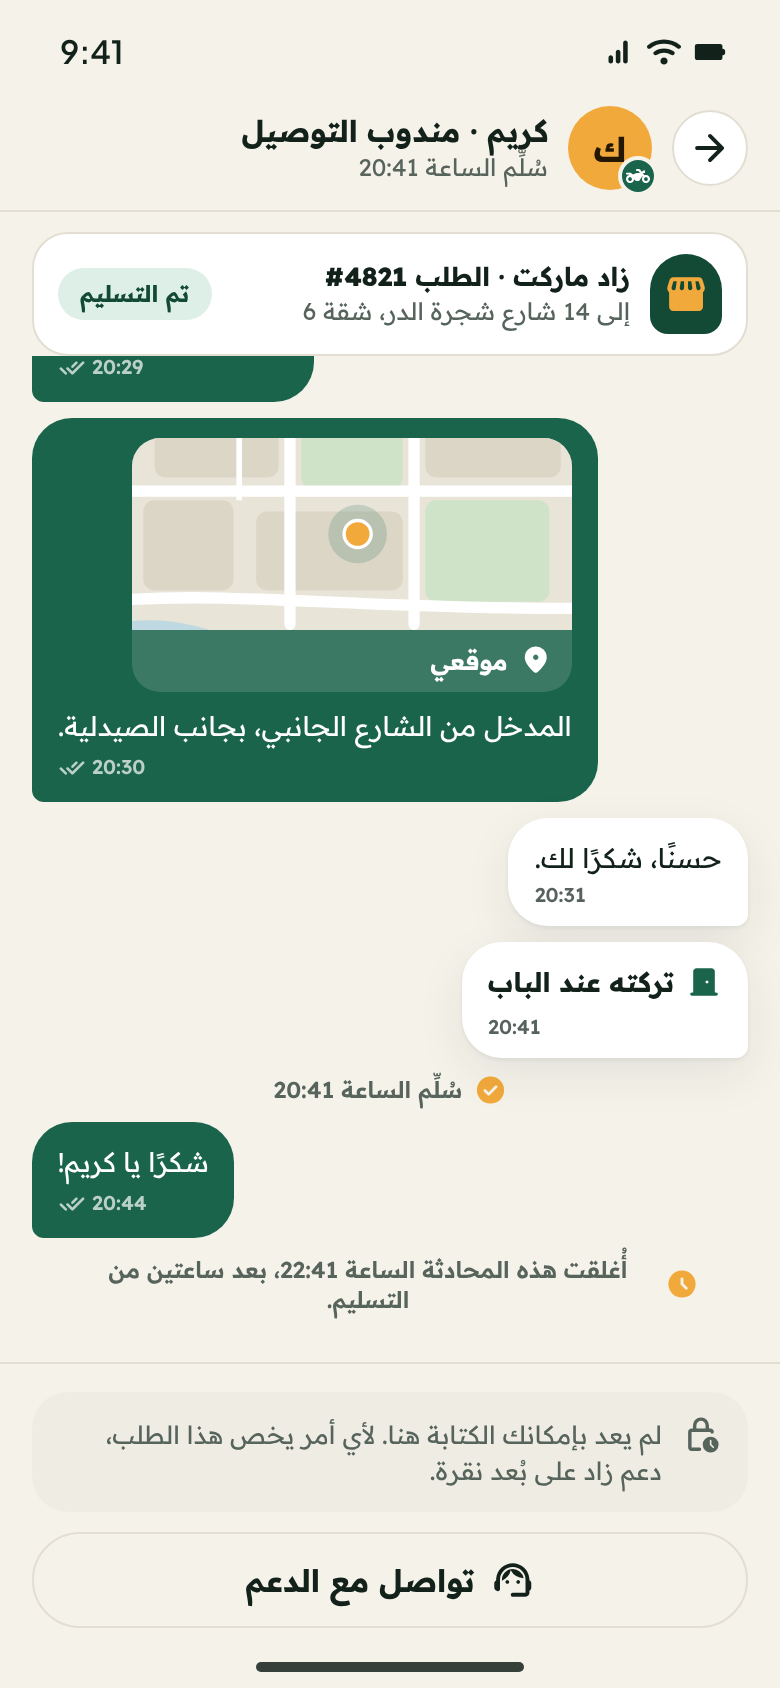 9:41
كريم · مندوب التوصيل
سُلِّم الساعة 20:41
ك
زاد ماركت · الطلب #4821
إلى 14 شارع شجرة الدر، شقة 6
تم التسليم
20:29
موقعي
المدخل من الشارع الجانبي، بجانب الصيدلية.
20:30
حسنًا، شكرًا لك.
20:31
تركته عند الباب
20:41
سُلِّم الساعة 20:41
شكرًا يا كريم!
20:44
أُغلقت هذه المحادثة الساعة 22:41، بعد ساعتين من
التسليم.
لم يعد بإمكانك الكتابة هنا. لأي أمر يخص هذا الطلب،
دعم زاد على بُعد نقرة.
تواصل مع الدعم